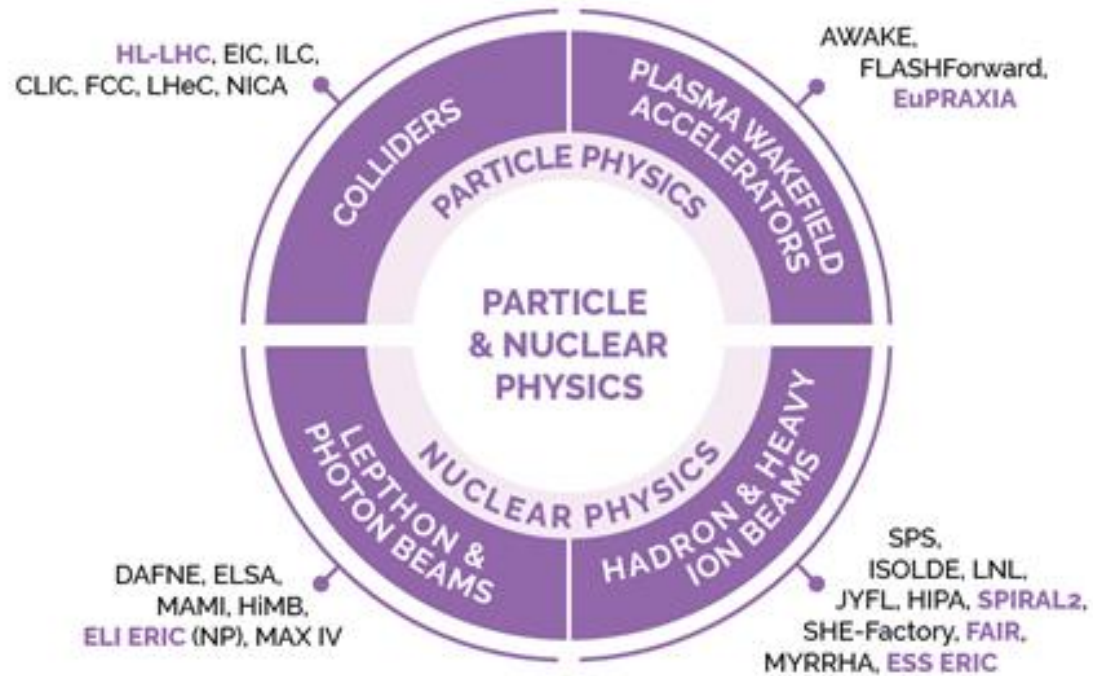 HL-LHC, EIC, ILC,
CLIC, FCC, LHeC, NICA
AWAKE,
FLASHForward,
EuPRAXIA
COLLIDERS
PLASMA WAKEFIELD
ACCELERATORS
PARTICLE PHYSICS
PARTICLE
& NUCLEAR
PHYSICS
NUCLEAR PHYSICS
LEPTHON &
PHOTON BEAMS
HADRON & HEAVY
ION BEAMS
DAFNE, ELSA,
MAMI, HiMB,
ELI ERIC (NP), MAX IV
SPS,
ISOLDE, LNL,
JYFL, HIPA, SPIRAL2,
SHE-Factory, FAIR,
MYRRHA, ESS ERIC